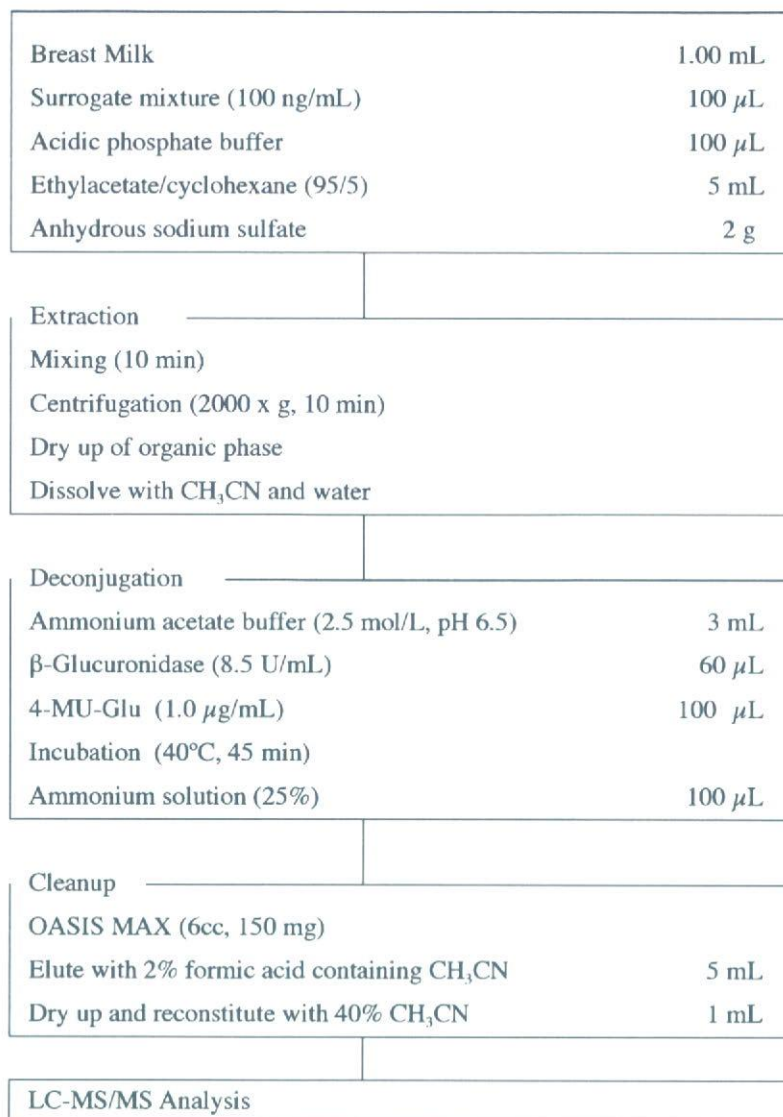 Breast Milk 1.00 mL
Surrogate mixture (100 ng/mL) 100 μL
Acidic phosphate buffer 100 μL
Ethylacetate/cyclohexane (95/5) 5 mL
Anhydrous sodium sulfate 2 g
Extraction
Mixing (10 min)
Centrifugation (2000 x g, 10 min)
Dry up of organic phase
Dissolve with CH₃CN and water
Deconjugation
Ammonium acetate buffer (2.5 mol/L, pH 6.5) 3 mL
β-Glucuronidase (8.5 U/mL) 60 μL
4-MU-Glu (1.0 μg/mL) 100 μL
Incubation (40ºC, 45 min)
Ammonium solution (25%) 100 μL
Cleanup
OASIS MAX (6cc, 150 mg)
Elute with 2% formic acid containing CH₃CN 5 mL
Dry up and reconstitute with 40% CH₃CN 1 mL
LC-MS/MS Analysis